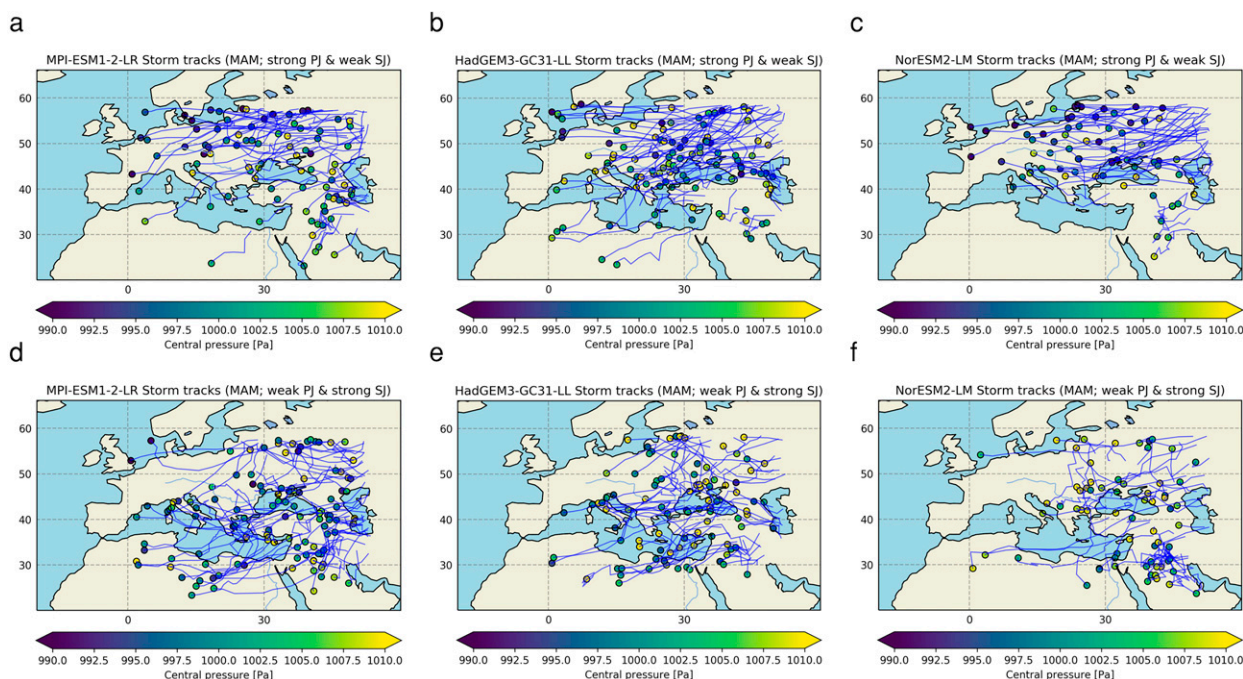 a
b
c
MPI-ESM1-2-LR Storm tracks (MAM; strong PJ & weak SJ)
HadGEM3-GC31-LL Storm tracks (MAM; strong PJ & weak SJ)
NorESM2-LM Storm tracks (MAM; strong PJ & weak SJ)
60 60 60
50 50 50
40 40 40
30 30 30
0 30 0 30 0 30
990.0 992.5 995.0 997.5 1000.0 1002.5 1005.0 1007.5 1010.0
990.0 992.5 995.0 997.5 1000.0 1002.5 1005.0 1007.5 1010.0
990.0 992.5 995.0 997.5 1000.0 1002.5 1005.0 1007.5 1010.0
Central pressure [Pa]
Central pressure [Pa]
Central pressure [Pa]
d
e
f
MPI-ESM1-2-LR Storm tracks (MAM; weak PJ & strong SJ)
HadGEM3-GC31-LL Storm tracks (MAM; weak PJ & strong SJ)
NorESM2-LM Storm tracks (MAM; weak PJ & strong SJ)
60 60 60
50 50 50
40 40 40
30 30 30
0 30 0 30 0 30
990.0 992.5 995.0 997.5 1000.0 1002.5 1005.0 1007.5 1010.0
990.0 992.5 995.0 997.5 1000.0 1002.5 1005.0 1007.5 1010.0
990.0 992.5 995.0 997.5 1000.0 1002.5 1005.0 1007.5 1010.0
Central pressure [Pa]
Central pressure [Pa]
Central pressure [Pa]